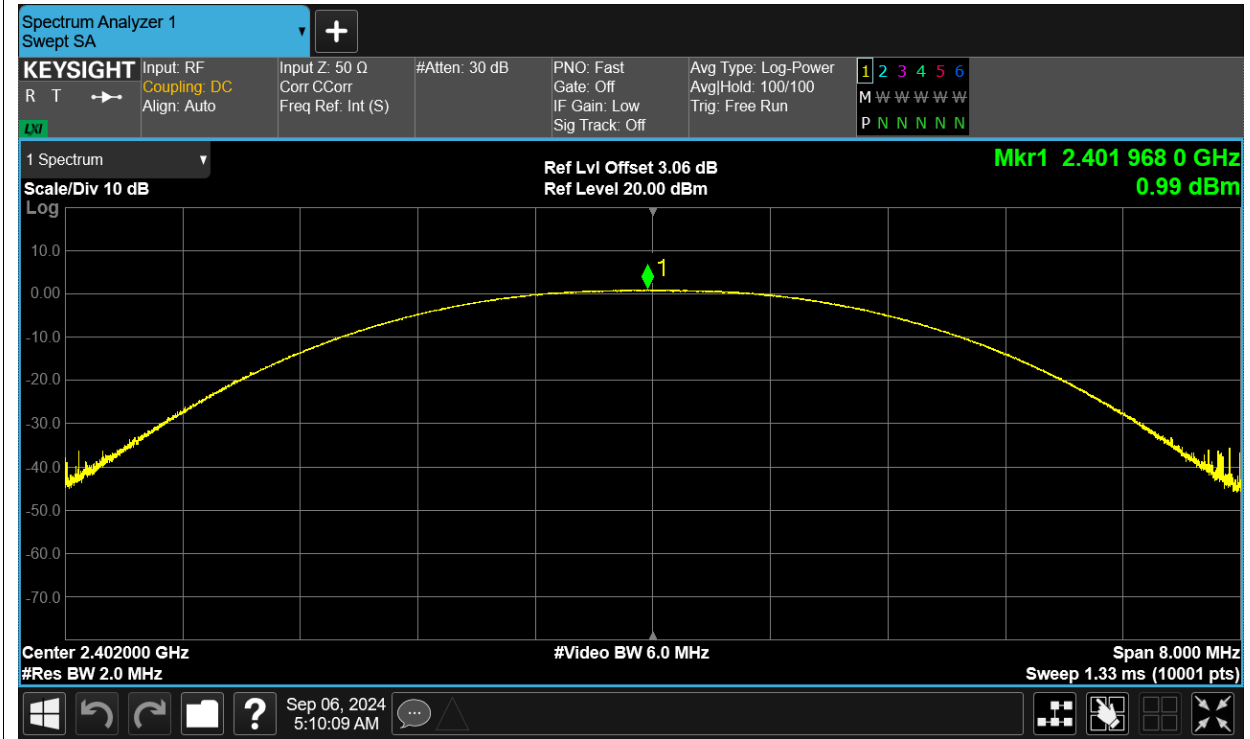 Spectrum Analyzer 1
Swept SA
+
KEYSIGHT
R T
LXI
Input: RF
Coupling: DC
Align: Auto
Input Z: 50 Ω
Corr CCorr
Freq Ref: Int (S)
#Atten: 30 dB
PNO: Fast
Gate: Off
IF Gain: Low
Sig Track: Off
Avg Type: Log-Power
Avg|Hold: 100/100
Trig: Free Run
1 2 3 4 5 6
M W W W W W
P N N N N N
1 Spectrum
Scale/Div 10 dB
Log
Ref Lvl Offset 3.06 dB
Ref Level 20.00 dBm
Mkr1 2.401 968 0 GHz
0.99 dBm
10.0
0.00
-10.0
-20.0
-30.0
-40.0
-50.0
-60.0
-70.0
1
Center 2.402000 GHz
#Res BW 2.0 MHz
#Video BW 6.0 MHz
Span 8.000 MHz
Sweep 1.33 ms (10001 pts)
?
Sep 06, 2024
5:10:09 AM